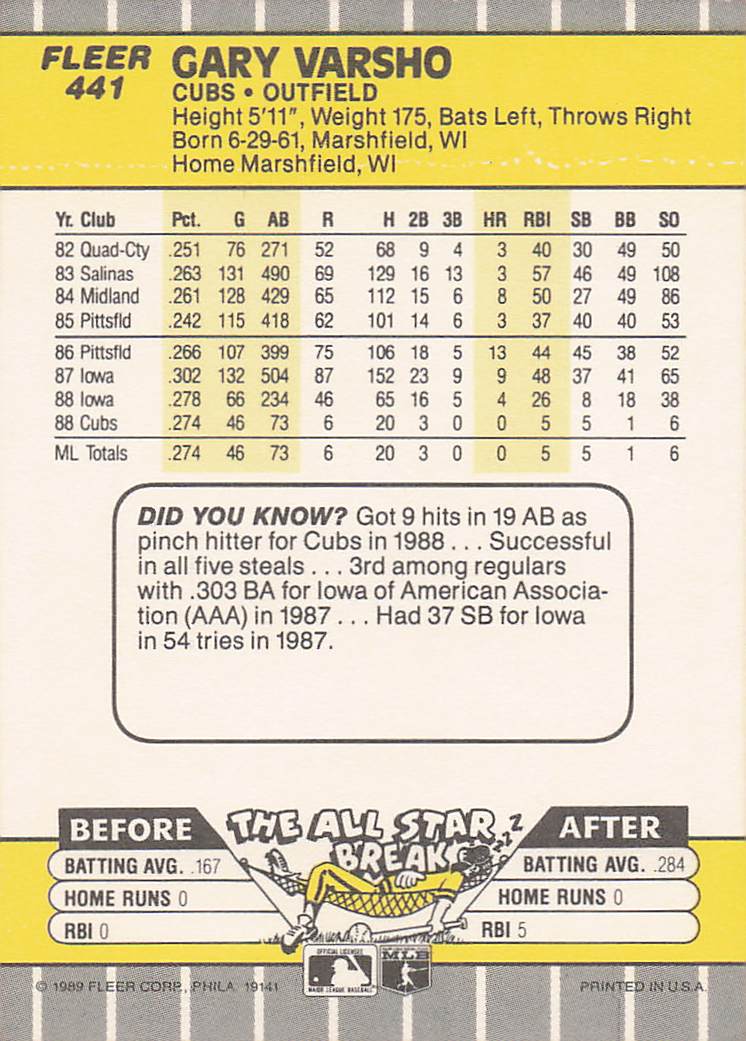 FLEER
441
GARY VARSHO
CUBS • OUTFIELD
Height 5'11", Weight 175, Bats Left, Throws Right
Born 6-29-61, Marshfield, WI
Home Marshfield, WI
Yr. Club Pct. G AB R H 2B 3B HR RBI SB BB SO
82 Quad-Cty .251 76 271 52 68 9 4 3 40 30 49 50
83 Salinas .263 131 490 69 129 16 13 3 57 46 49 108
84 Midland .261 128 429 65 112 15 6 8 50 27 49 86
85 Pittsfld .242 115 418 62 101 14 6 3 37 40 40 53
86 Pittsfld .266 107 399 75 106 18 5 13 44 45 38 52
87 Iowa .302 132 504 87 152 23 9 9 48 37 41 65
88 Iowa .278 66 234 46 65 16 5 4 26 8 18 38
88 Cubs .274 46 73 6 20 3 0 0 5 5 1 6
ML Totals .274 46 73 6 20 3 0 0 5 5 1 6
DID YOU KNOW? Got 9 hits in 19 AB as
pinch hitter for Cubs in 1988 . . . Successful
in all five steals . . . 3rd among regulars
with .303 BA for Iowa of American Associa-
tion (AAA) in 1987 . . . Had 37 SB for Iowa
in 54 tries in 1987.
THE ALL STAR
BREAK
ZZZZ
BEFORE
BATTING AVG. .167
HOME RUNS 0
RBI 0
AFTER
BATTING AVG. .284
HOME RUNS 0
RBI 5
OFFICIAL LICENSEE
MAJOR LEAGUE BASEBALL
MLB
© 1989 FLEER CORP., PHILA. 19141
PRINTED IN U.S.A.